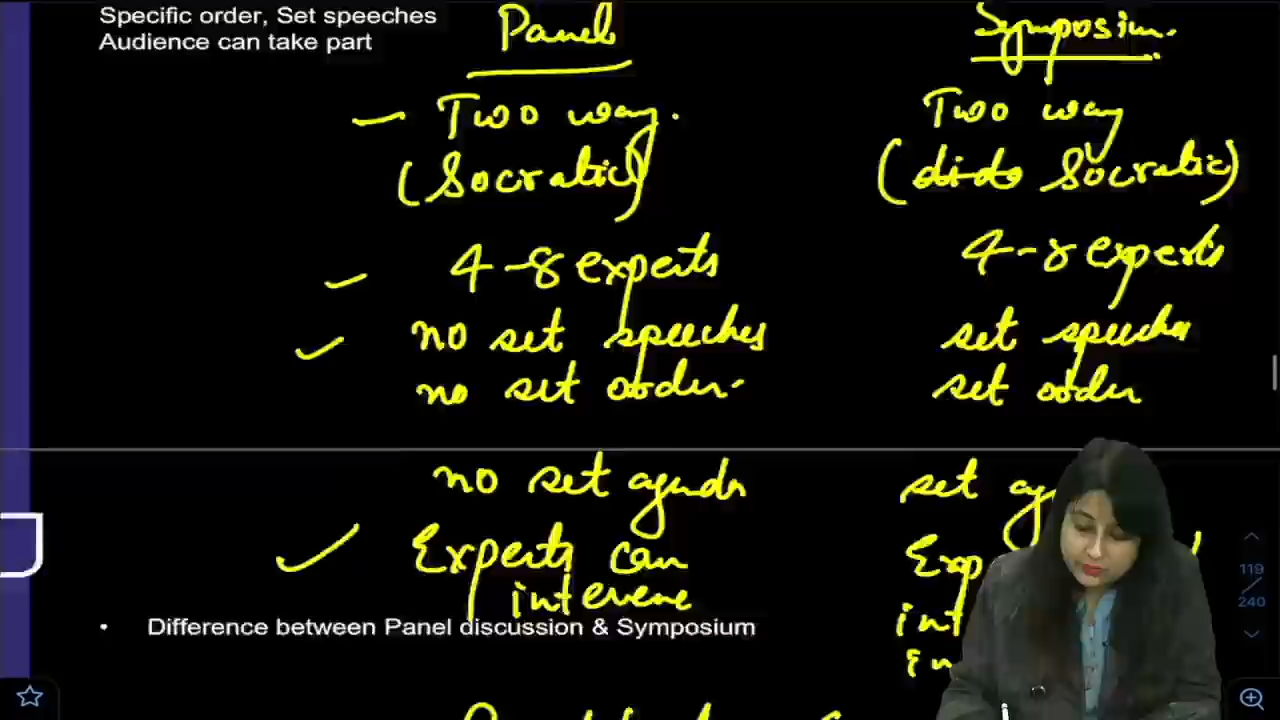 Specific order, Set speeches
Audience can take part
Panel
Symposium.
— Two way.
Two way
(Socratic)
(Socratic)
4-8 experts
4-8 experts
no set speeches
set speeches
no set order
set order
no set agenda
set
Experts can
intervene
• Difference between Panel discussion & Symposium
119
240